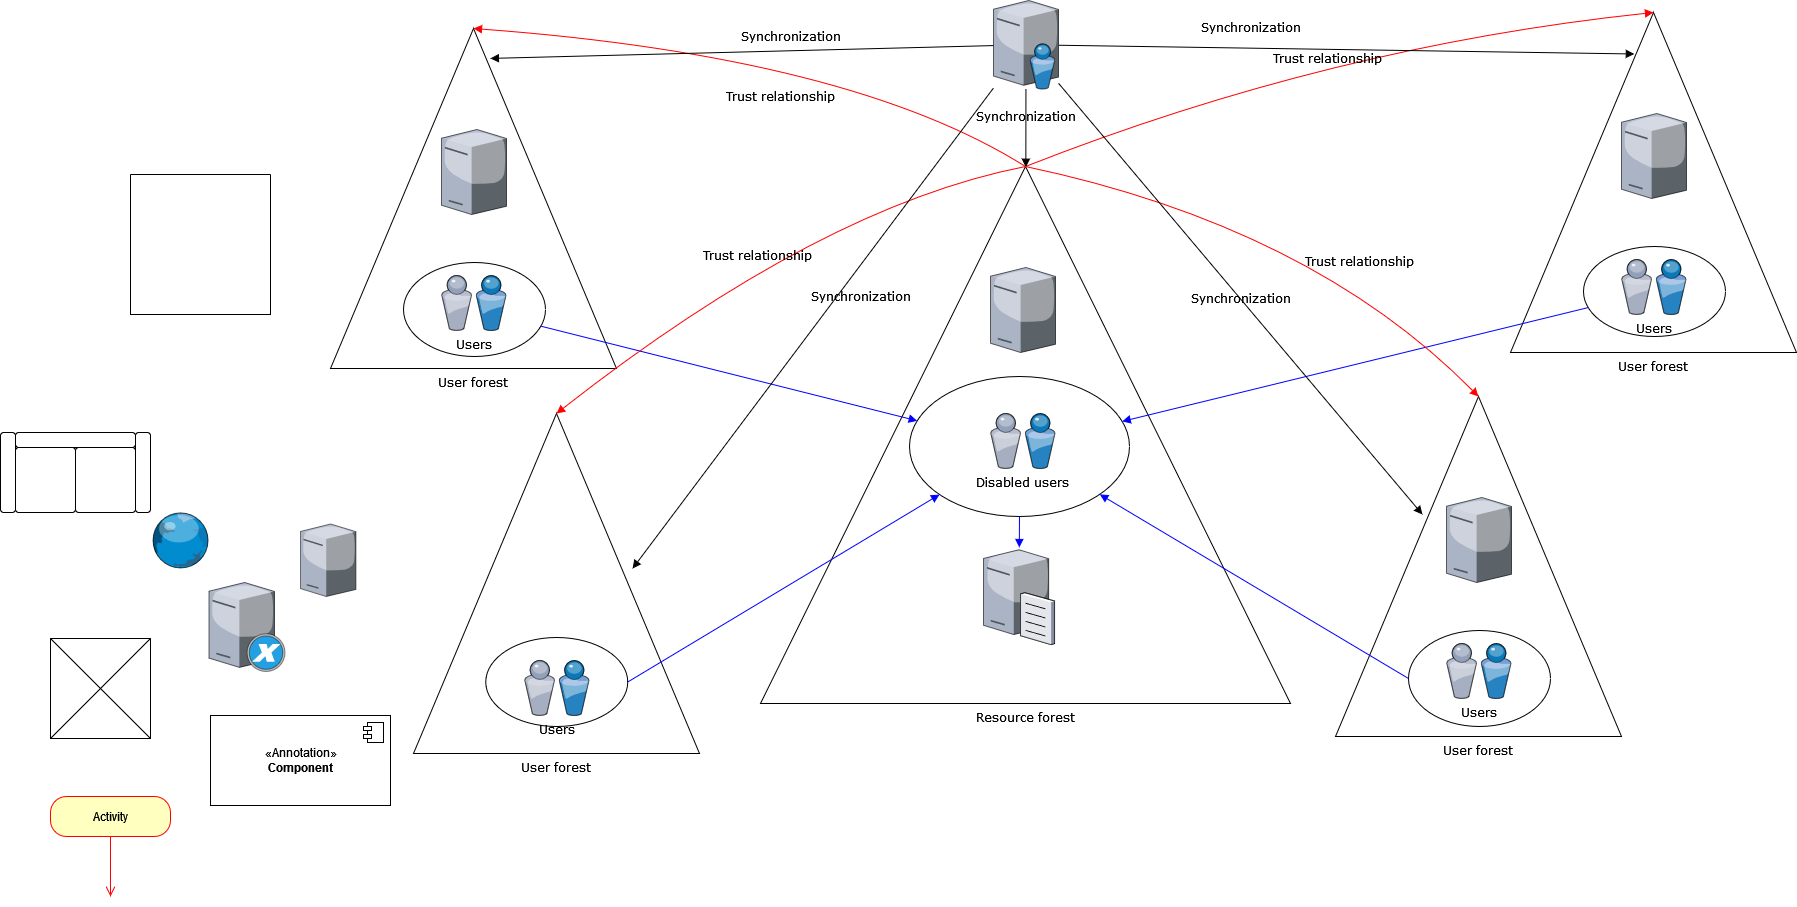 Synchronization
Synchronization
Trust relationship
Trust relationship
Synchronization
Trust relationship
Trust relationship
Synchronization
Synchronization
Users
User forest
Users
User forest
Disabled users
Resource forest
Users
User forest
Users
User forest
«Annotation»
Component
Activity